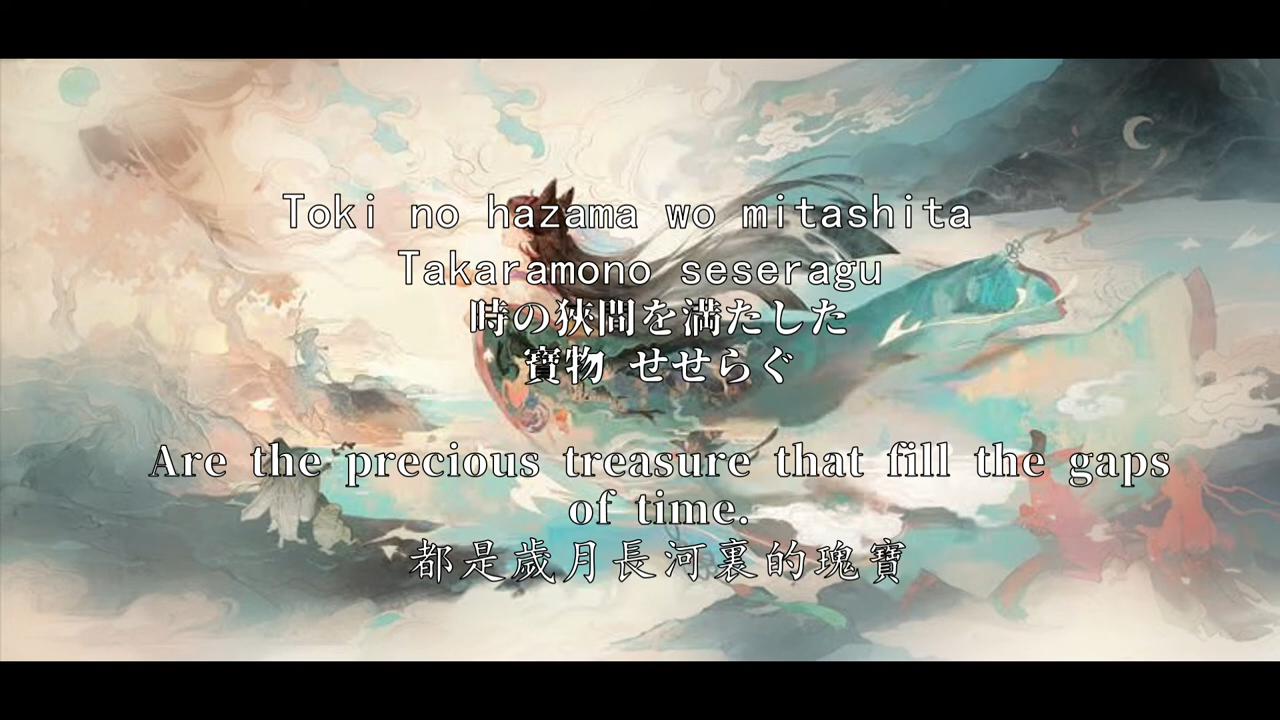 Toki no hazama wo mitashita
Takaramono seseragu
時の狹間を満たした
寶物 せせらぐ
Are the precious treasure that fill the gaps
of time.
都是歲月長河裏的瑰寶